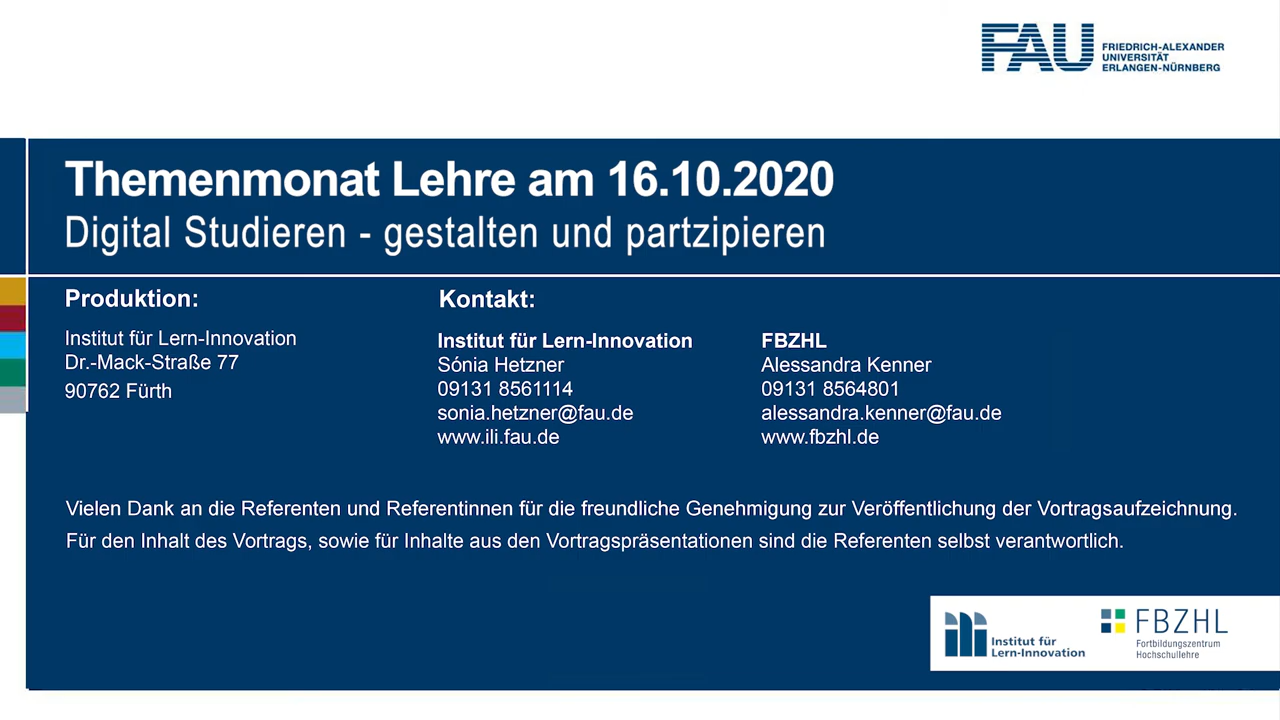 FAU
FRIEDRICH-ALEXANDER
UNIVERSITÄT
ERLANGEN-NÜRNBERG
Themenmonat Lehre am 16.10.2020
Digital Studieren - gestalten und partzipieren
Produktion:
Institut für Lern-Innovation
Dr.-Mack-Straße 77
90762 Fürth
Kontakt:
Institut für Lern-Innovation
Sónia Hetzner
09131 8561114
sonia.hetzner@fau.de
www.ili.fau.de
FBZHL
Alessandra Kenner
09131 8564801
alessandra.kenner@fau.de
www.fbzhl.de
Vielen Dank an die Referenten und Referentinnen für die freundliche Genehmigung zur Veröffentlichung der Vortragsaufzeichnung.
Für den Inhalt des Vortrags, sowie für Inhalte aus den Vortragspräsentationen sind die Referenten selbst verantwortlich.
ili
Institut für
Lern-Innovation
FBZHL
Fortbildungszentrum
Hochschullehre